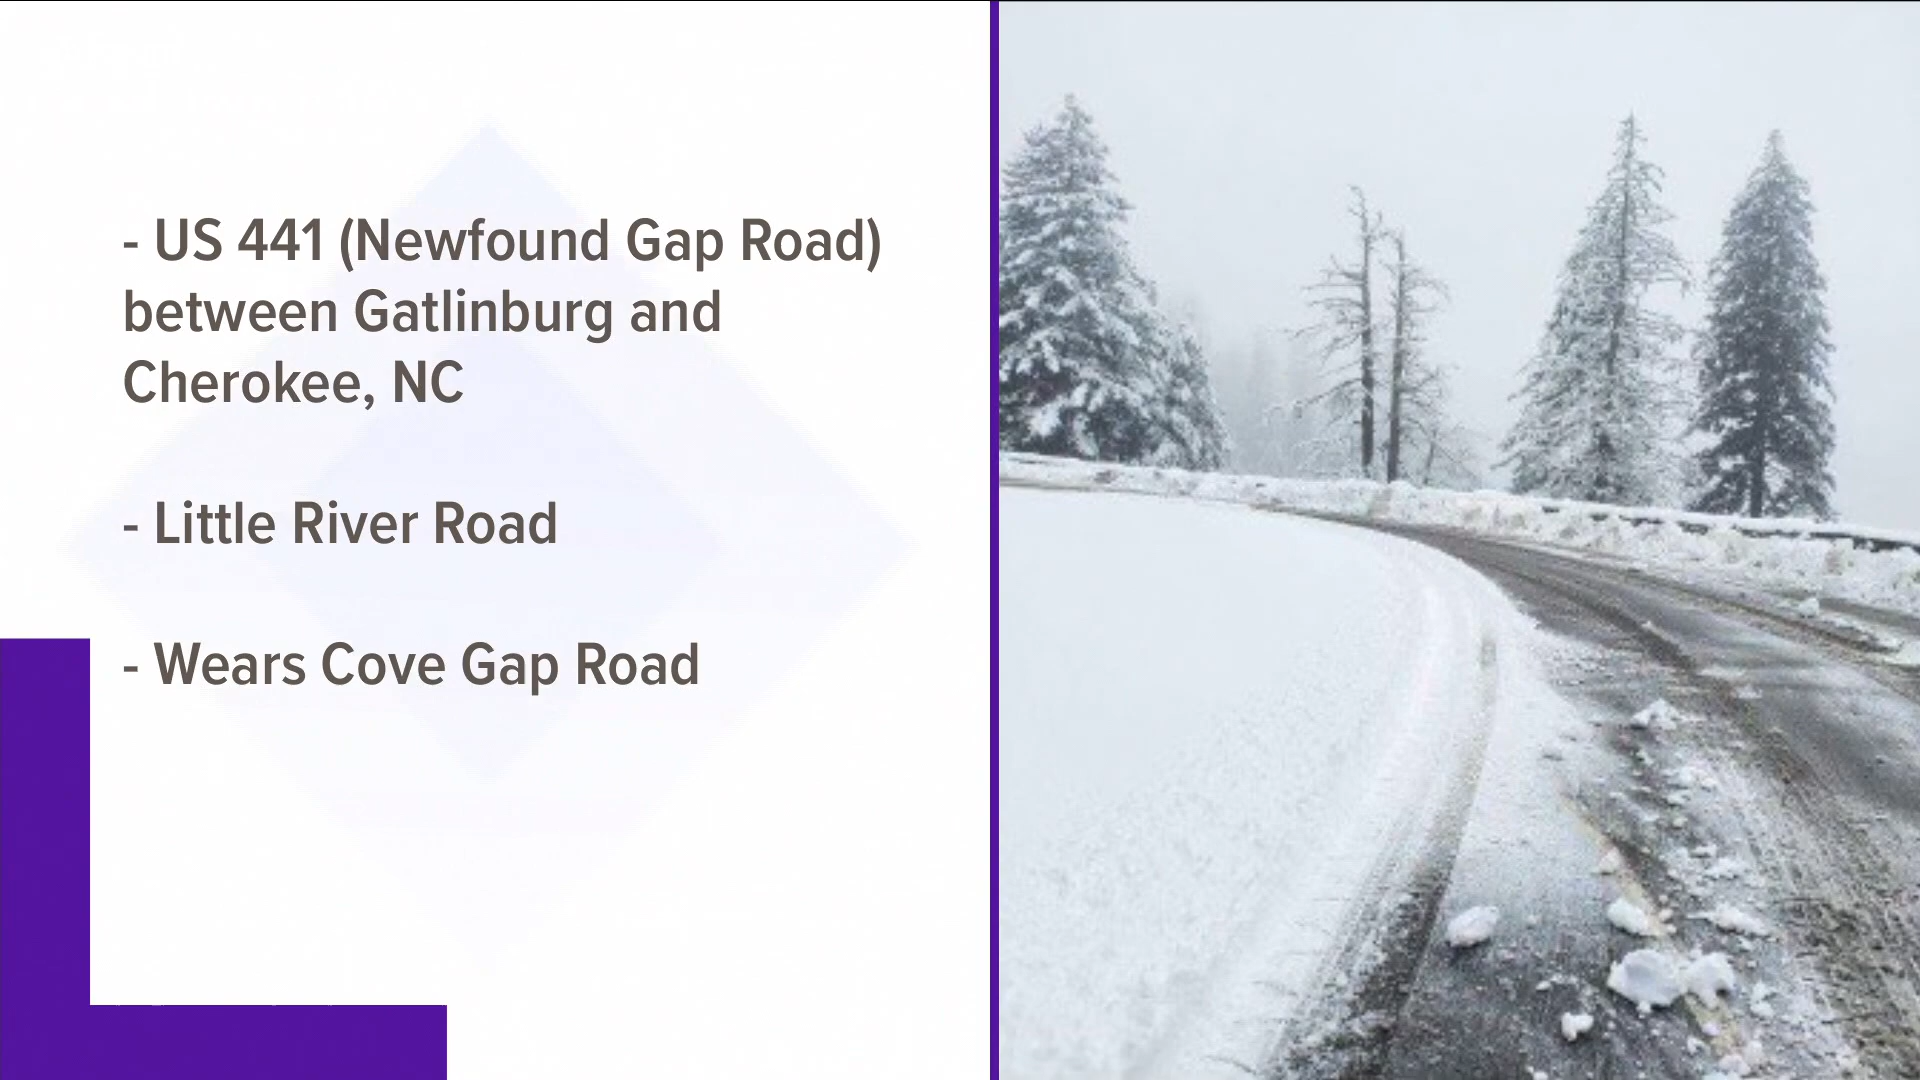 - US 441 (Newfound Gap Road)
between Gatlinburg and
Cherokee, NC
- Little River Road
- Wears Cove Gap Road